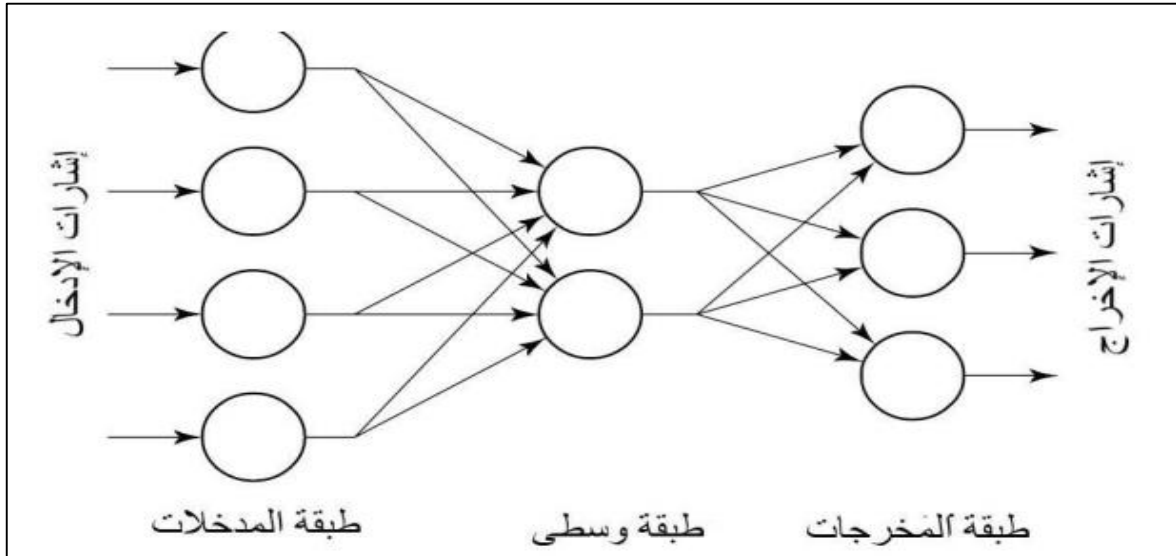 إشارات الإدخال
إشارات الإخراج
طبقة المدخلات
طبقة وسطى
طبقة المخرجات